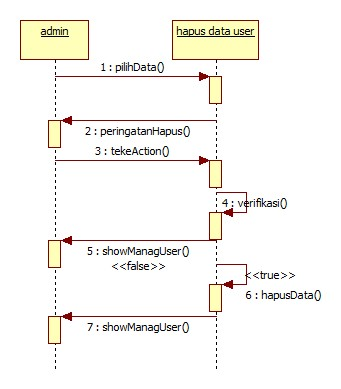 admin
hapus data user
1 : pilihData()
2 : peringatanHapus()
3 : tekeAction()
4 : verifikasi()
5 : showManagUser()
<<false>>
<<true>>
6 : hapusData()
7 : showManagUser()